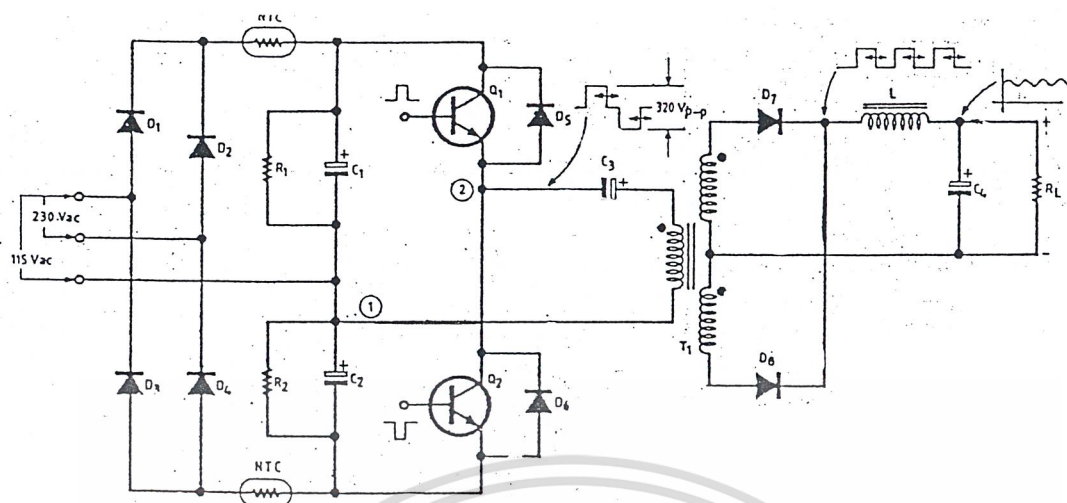 NTC
D1
D2
R1
C1
Q1
D5
320 Vp-p
C3
D7
L
C4
RL
230 Vac
115 Vac
2
1
D3
D4
R2
C2
Q2
D6
T1
D8
NTC
+
+
+
+
+
-